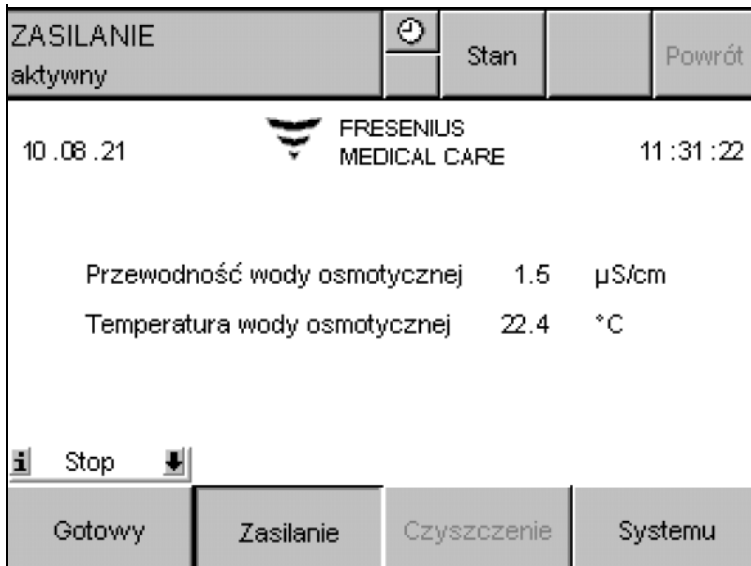 ZASILANIE
aktywny
Stan
Powrót
10.08.21
FRESENIUS
MEDICAL CARE
11:31:22
Przewodność wody osmotycznej 1.5 µS/cm
Temperatura wody osmotycznej 22.4 °C
i Stop
Gotowy
Zasilanie
Czyszczenie
Systemu